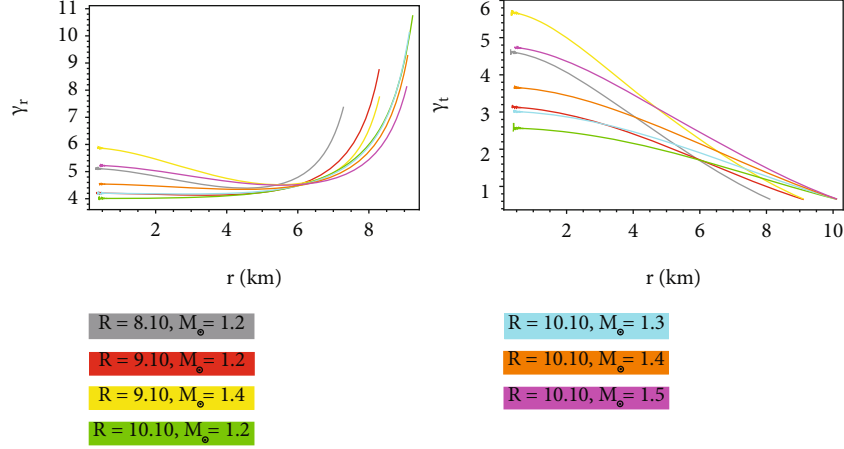 11
10
9
8
7
6
5
4
γr
2 4 6 8
r (km)
6
5
4
3
2
1
γt
2 4 6 8 10
r (km)
R = 8.10, M⊙= 1.2
R = 9.10, M⊙= 1.2
R = 9.10, M⊙= 1.4
R = 10.10, M⊙= 1.2
R = 10.10, M⊙= 1.3
R = 10.10, M⊙= 1.4
R = 10.10, M⊙= 1.5